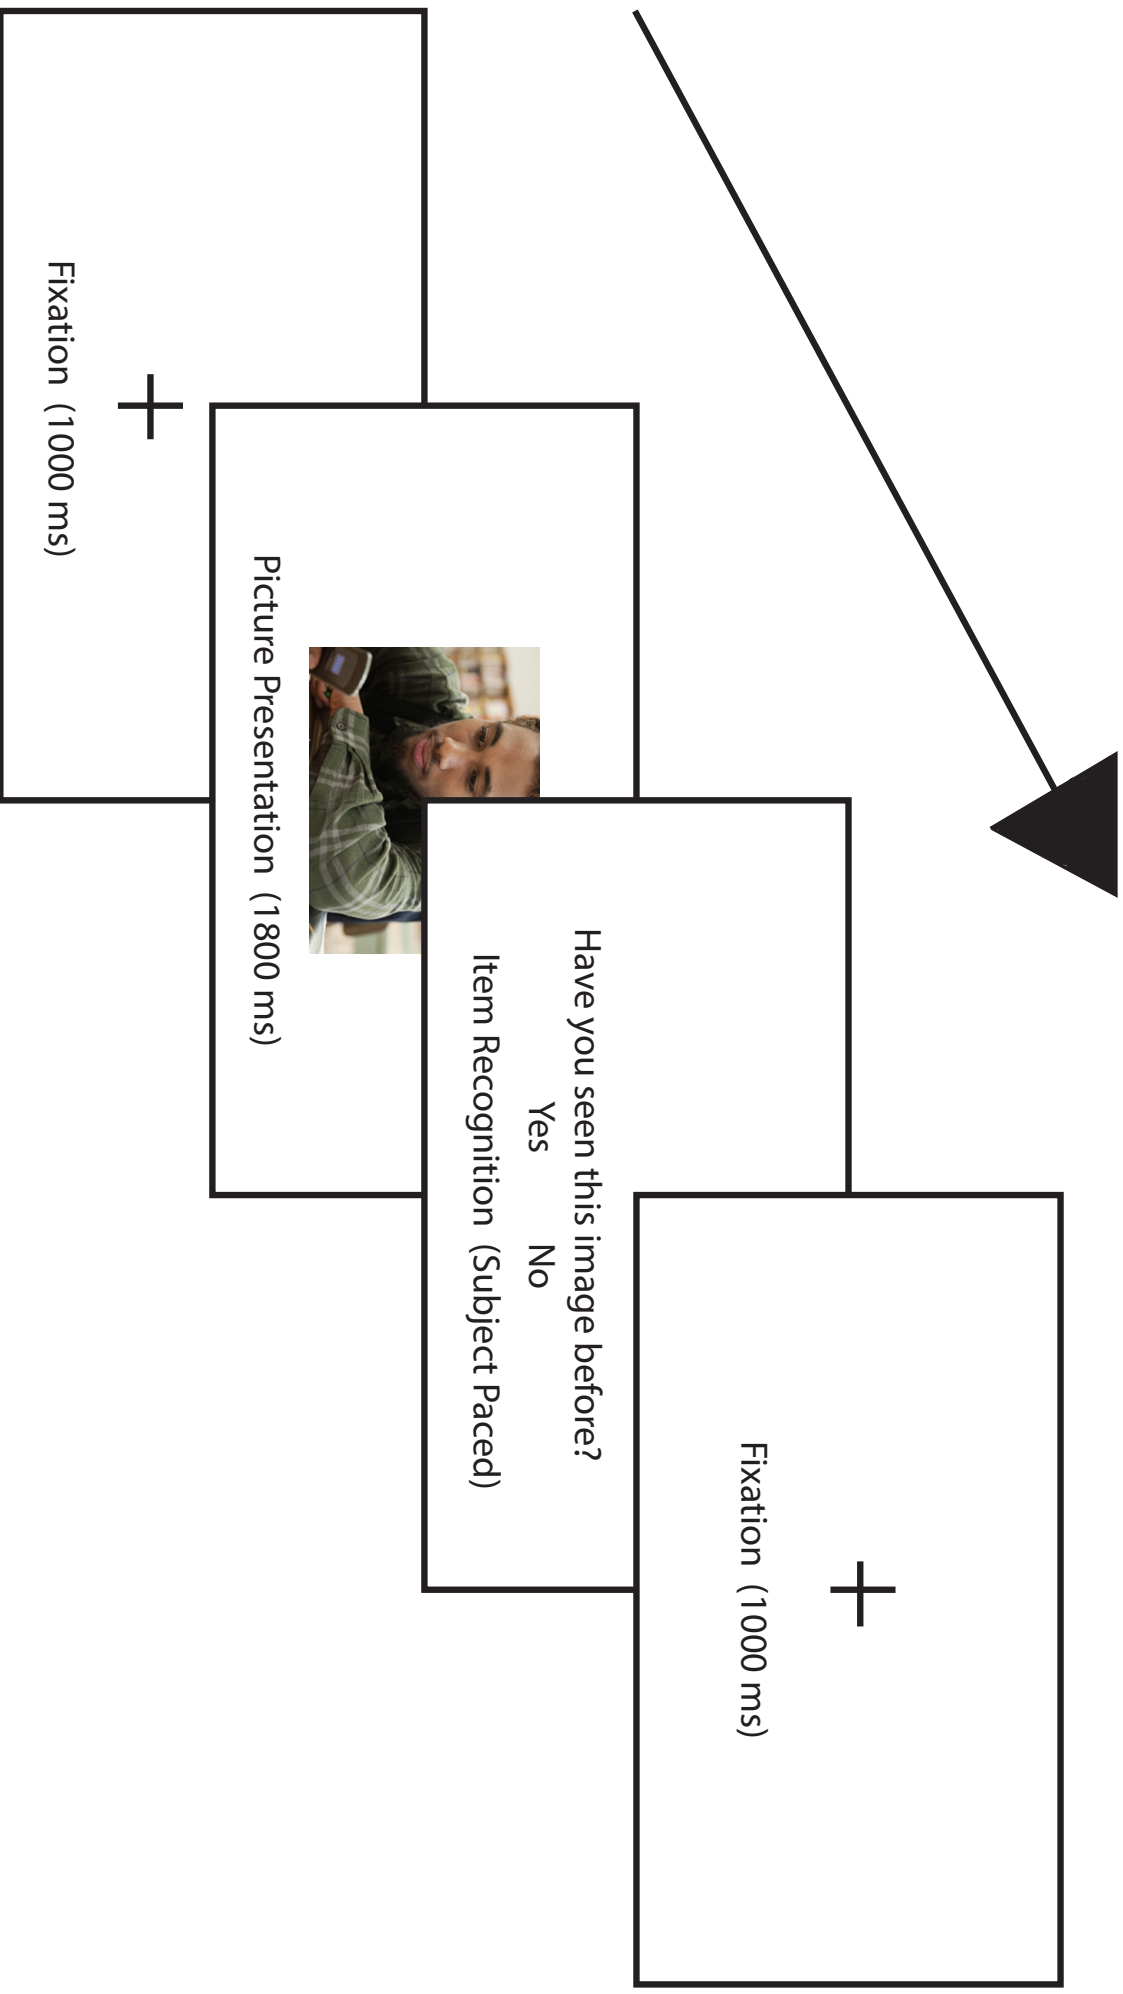 Fixation (1000 ms)
Picture Presentation (1800 ms)
Have you seen this image before?
Yes No
Item Recognition (Subject Paced)
Fixation (1000 ms)